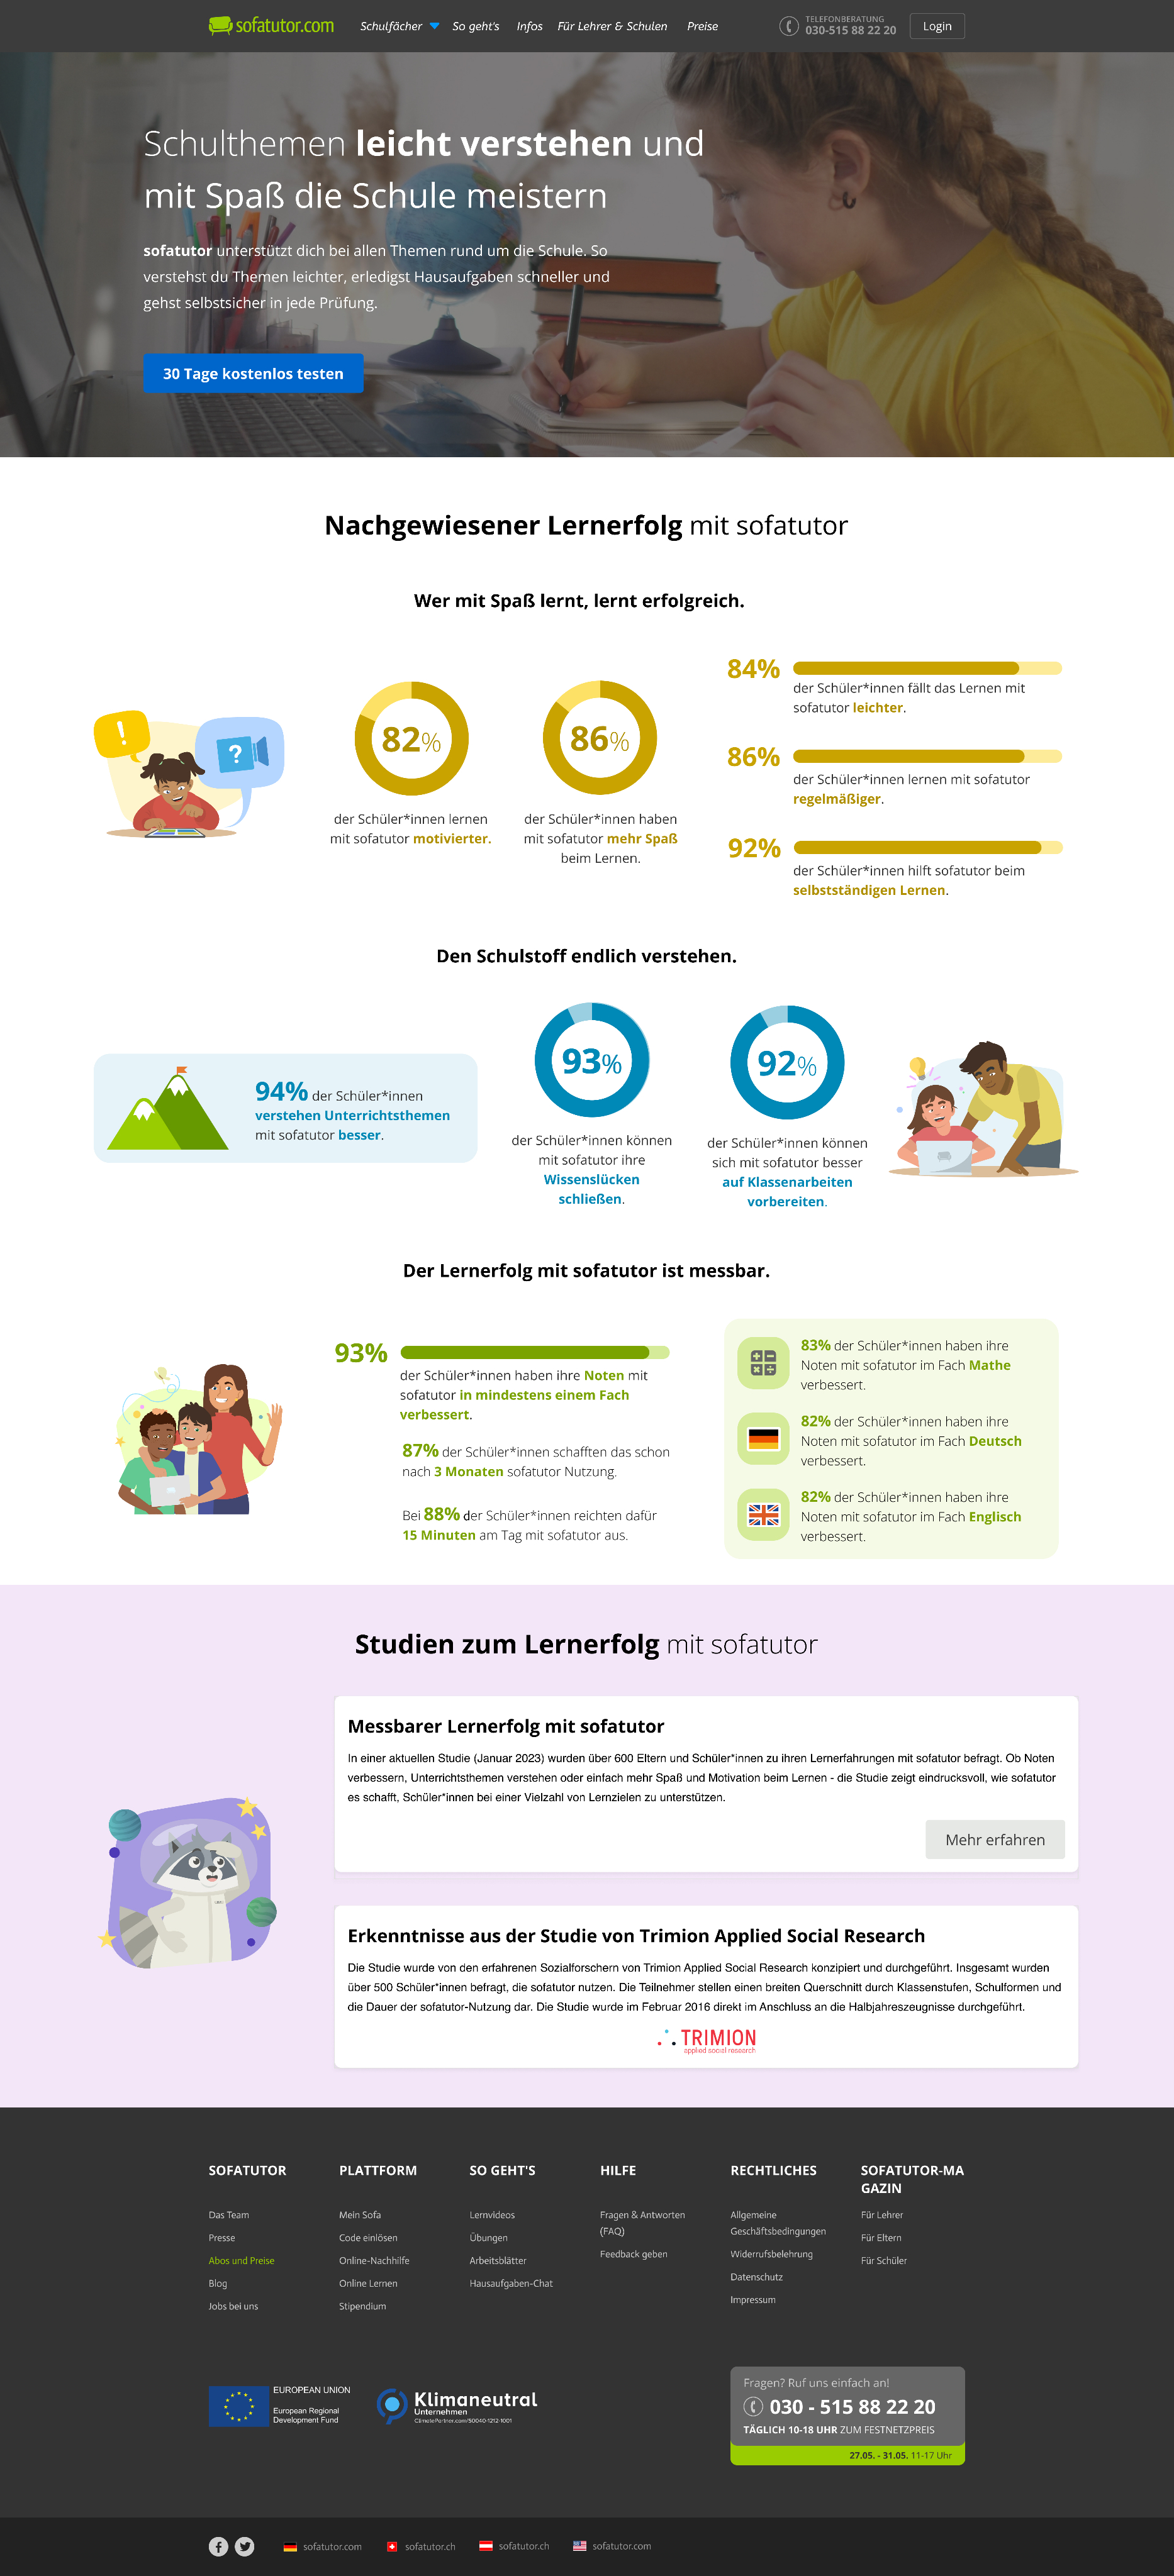 sofatutor.com
Schulfächer So geht's Infos Für Lehrer & Schulen Preise
TELEFONBERATUNG
030-515 88 22 20
Login
Schulthemen leicht verstehen und
mit Spaß die Schule meistern
sofatutor unterstützt dich bei allen Themen rund um die Schule. So
verstehst du Themen leichter, erledigst Hausaufgaben schneller und
gehst selbstsicher in jede Prüfung.
30 Tage kostenlos testen
Nachgewiesener Lernerfolg mit sofatutor
Wer mit Spaß lernt, lernt erfolgreich.
!
?
82%
der Schüler*innen lernen
mit sofatutor motivierter.
86%
der Schüler*innen haben
mit sofatutor mehr Spaß
beim Lernen.
84%
der Schüler*innen fällt das Lernen mit
sofatutor leichter.
86%
der Schüler*innen lernen mit sofatutor
regelmäßiger.
92%
der Schüler*innen hilft sofatutor beim
selbstständigen Lernen.
Den Schulstoff endlich verstehen.
94% der Schüler*innen
verstehen Unterrichtsthemen
mit sofatutor besser.
93%
der Schüler*innen können
mit sofatutor ihre
Wissenslücken
schließen.
92%
der Schüler*innen können
sich mit sofatutor besser
auf Klassenarbeiten
vorbereiten.
Der Lernerfolg mit sofatutor ist messbar.
93%
der Schüler*innen haben ihre Noten mit
sofatutor in mindestens einem Fach
verbessert.
87% der Schüler*innen schafften das schon
nach 3 Monaten sofatutor Nutzung.
Bei 88% der Schüler*innen reichten dafür
15 Minuten am Tag mit sofatutor aus.
83% der Schüler*innen haben ihre
Noten mit sofatutor im Fach Mathe
verbessert.
82% der Schüler*innen haben ihre
Noten mit sofatutor im Fach Deutsch
verbessert.
82% der Schüler*innen haben ihre
Noten mit sofatutor im Fach Englisch
verbessert.
Studien zum Lernerfolg mit sofatutor
Messbarer Lernerfolg mit sofatutor
In einer aktuellen Studie (Januar 2023) wurden über 600 Eltern und Schüler*innen zu ihren Lernerfahrungen mit sofatutor befragt. Ob Noten
verbessern, Unterrichtsthemen verstehen oder einfach mehr Spaß und Motivation beim Lernen - die Studie zeigt eindrucksvoll, wie sofatutor
es schafft, Schüler*innen bei einer Vielzahl von Lernzielen zu unterstützen.
Mehr erfahren
Erkenntnisse aus der Studie von Trimion Applied Social Research
Die Studie wurde von den erfahrenen Sozialforschern von Trimion Applied Social Research konzipiert und durchgeführt. Insgesamt wurden
über 500 Schüler*innen befragt, die sofatutor nutzen. Die Teilnehmer stellen einen breiten Querschnitt durch Klassenstufen, Schulformen und
die Dauer der sofatutor-Nutzung dar. Die Studie wurde im Februar 2016 direkt im Anschluss an die Halbjahreszeugnisse durchgeführt.
TRIMION
applied social research
SOFATUTOR
Das Team
Presse
Abos und Preise
Blog
Jobs bei uns
PLATTFORM
Mein Sofa
Code einlösen
Online-Nachhilfe
Online Lernen
Stipendium
SO GEHT'S
Lernvideos
Übungen
Arbeitsblätter
Hausaufgaben-Chat
HILFE
Fragen & Antworten
(FAQ)
Feedback geben
RECHTLICHES
Allgemeine
Geschäftsbedingungen
Widerrufsbelehrung
Datenschutz
Impressum
SOFATUTOR-MA
GAZIN
Für Lehrer
Für Eltern
Für Schüler
EUROPEAN UNION
European Regional
Development Fund
Klimaneutral
Unternehmen
ClimatePartner.com/50040-1212-1001
Fragen? Ruf uns einfach an!
030 - 515 88 22 20
TÄGLICH 10-18 UHR ZUM FESTNETZPREIS
27.05. - 31.05. 11-17 Uhr
sofatutor.com sofatutor.ch sofatutor.ch sofatutor.com